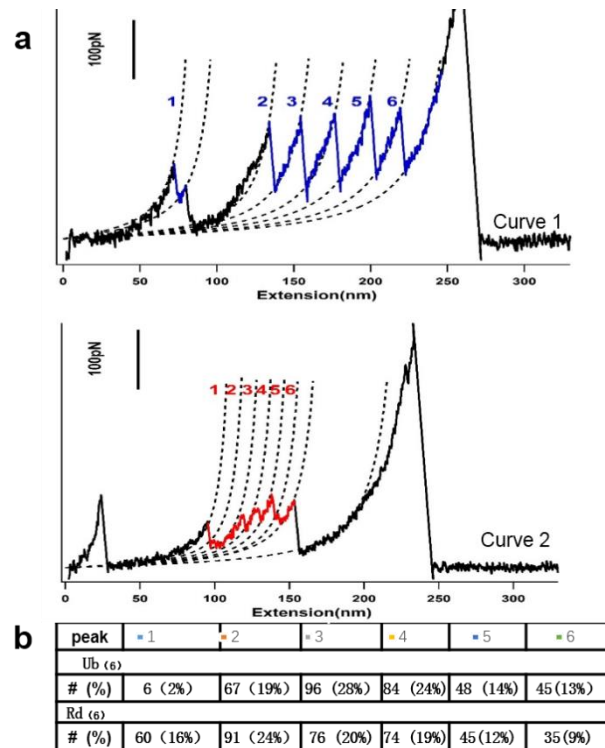 a
100pN
1 2 3 4 5 6
Curve 1
0 50 100 150 200 250 300
Extension(nm)
100pN
1 2 3 4 5 6
Curve 2
0 50 100 150 200 250 300
Extension(nm)
b
peak 1 2 3 4 5 6
Ub (6)
# (%) 6 (2%) 67 (19%) 96 (28%) 84 (24%) 48 (14%) 45(13%)
Rd (6)
# (%) 60 (16%) 91 (24%) 76 (20%) 74 (19%) 45(12%) 35(9%)